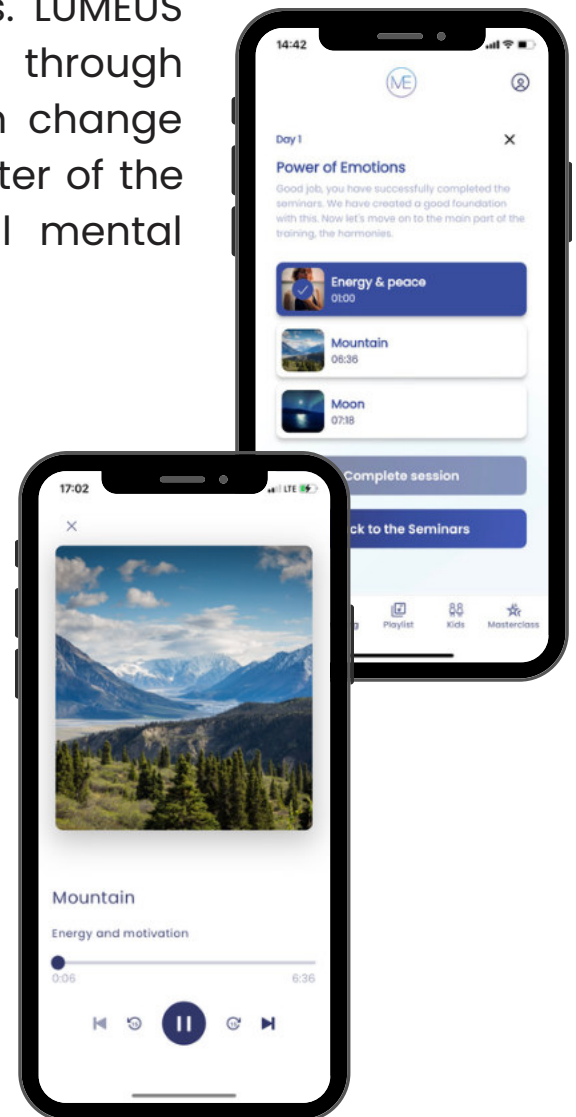 s. LUMEUS
through
change
ter of the
l mental
14:42
ME
Day 1
Power of Emotions
Good job, you have successfully completed the
seminars. We have created a good foundation
with this. Now let's move on to the main part of the
training, the harmonies.
Energy & peace
01:00
Mountain
06:36
Moon
07:18
Complete session
ck to the Seminars
g
Playlist
Kids
Masterclass
17:02
LTE
Mountain
Energy and motivation
0:06
6:36
15
15